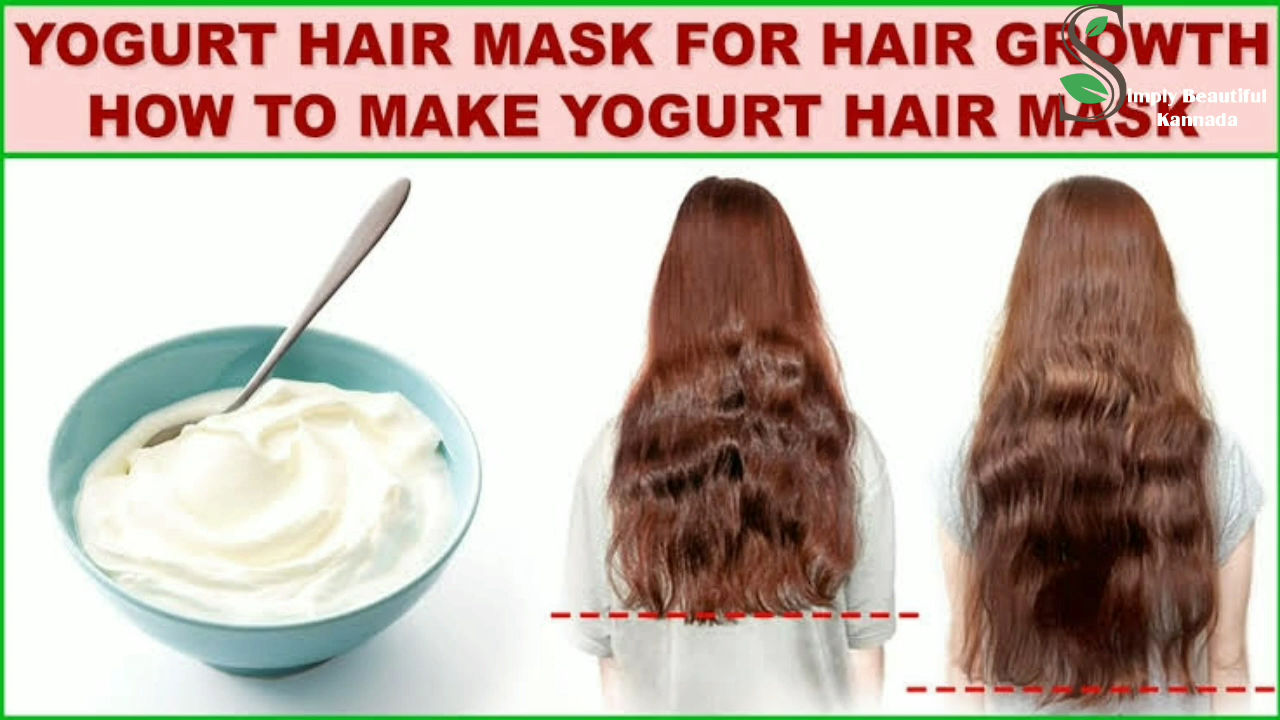 YOGURT HAIR MASK FOR HAIR GROWTH
HOW TO MAKE YOGURT HAIR MASK
Simply Beautiful
Kannada